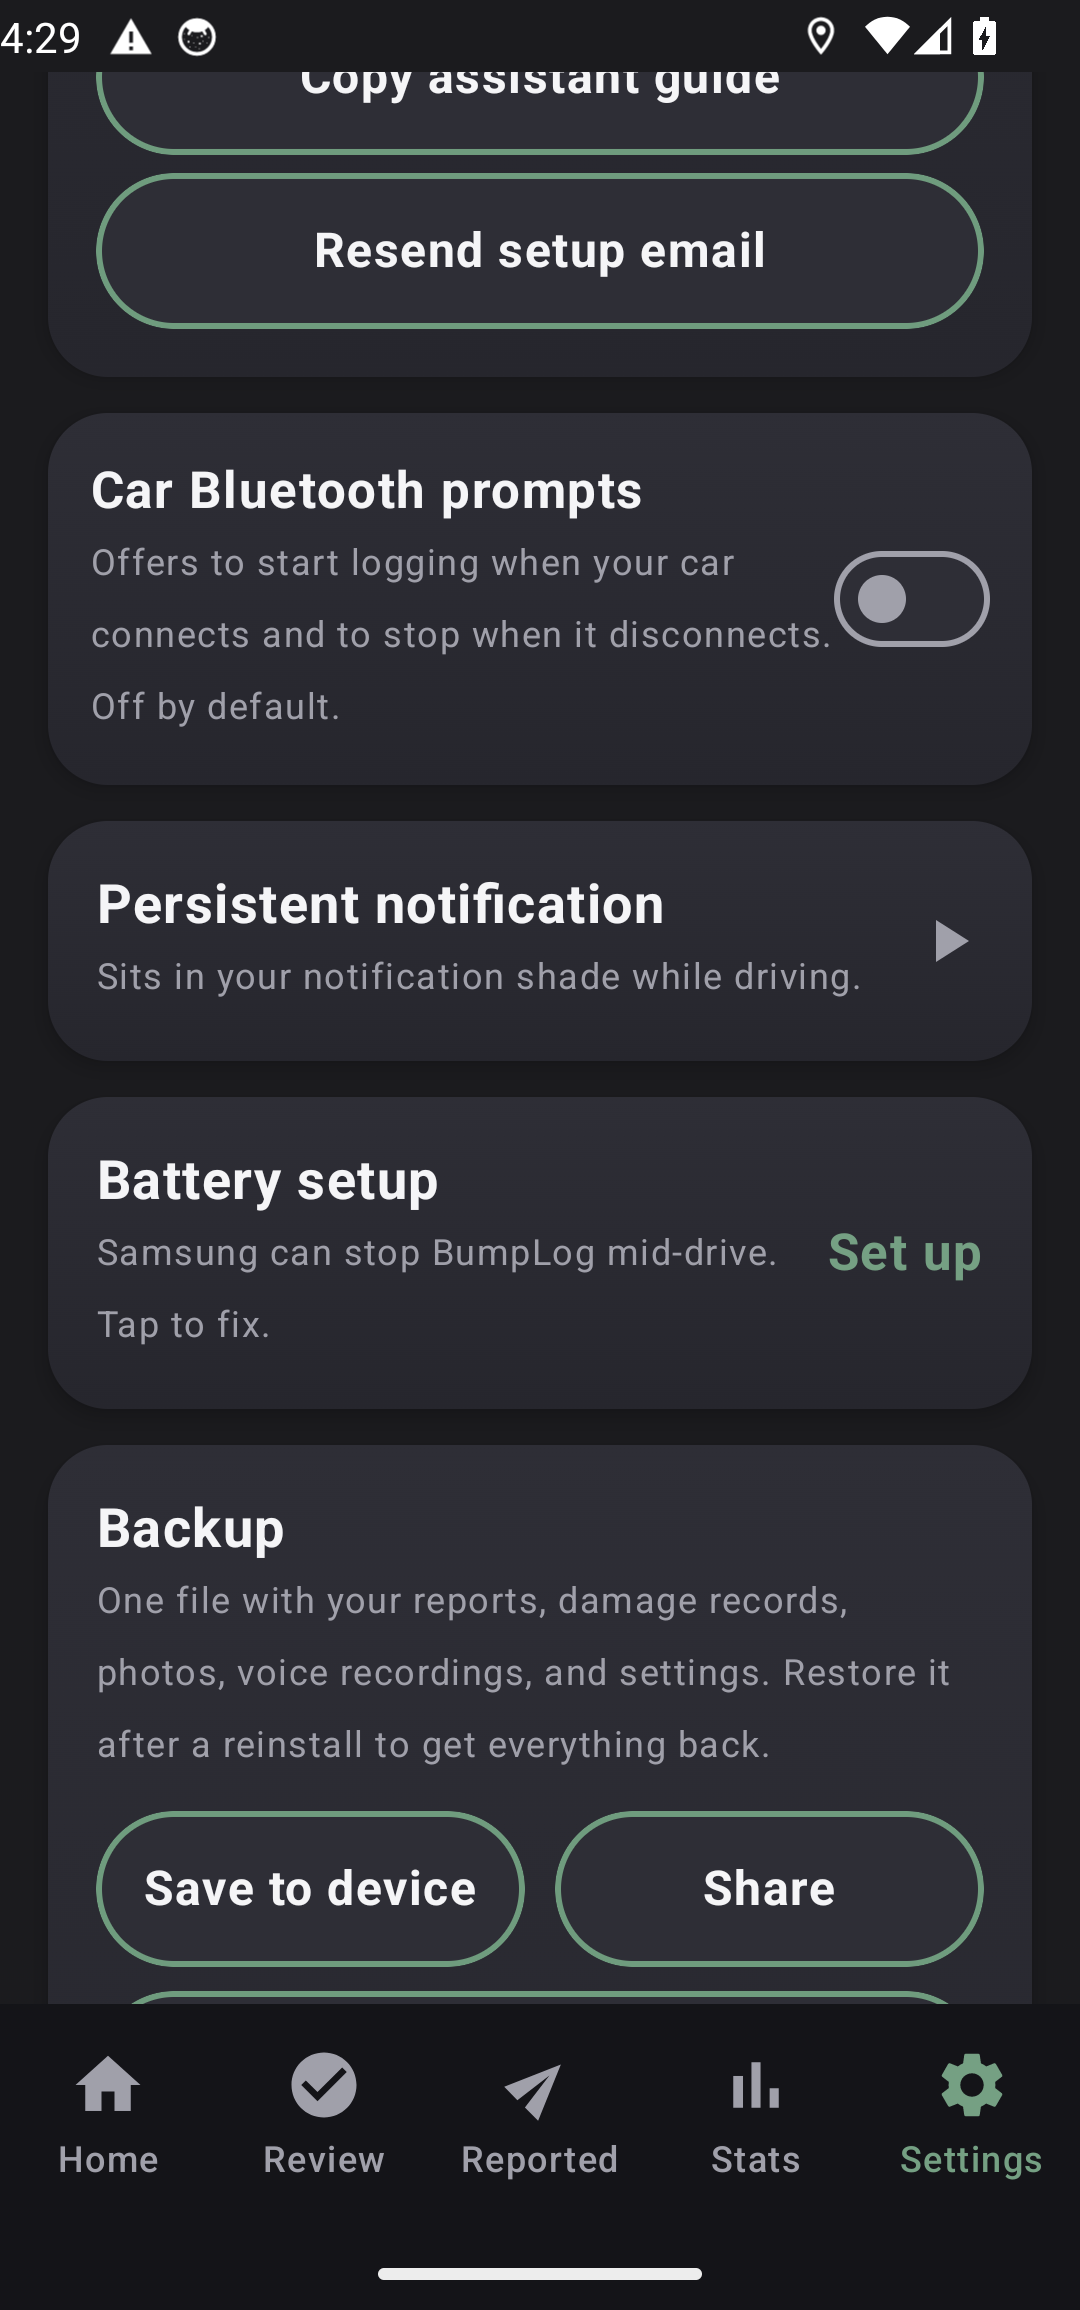 4:29
Copy assistant guide
Resend setup email
Car Bluetooth prompts
Offers to start logging when your car
connects and to stop when it disconnects.
Off by default.
Persistent notification
Sits in your notification shade while driving.
Battery setup
Samsung can stop BumpLog mid-drive.
Tap to fix.
Set up
Backup
One file with your reports, damage records,
photos, voice recordings, and settings. Restore it
after a reinstall to get everything back.
Save to device
Share
Home
Review
Reported
Stats
Settings